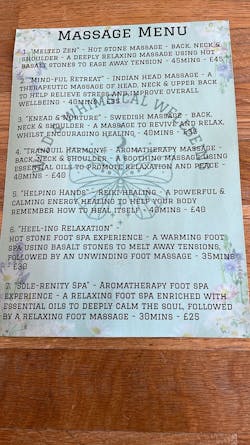 Massage Menu
1. "Melted Zen" - Hot stone massage - back, neck &
shoulder - a deeply relaxing massage using hot
basalt stones to ease away tension - 45mins - £45
2. "Mind-ful Retreat" - Indian head massage - a
therapeutic massage of head, neck & upper back
to help relieve stress and improve overall
wellbeing - 40mins -
3. "Knead & Nurture" - Swedish massage - back,
neck & shoulder - a massage to revive and relax,
whilst encouraging healing - 40mins -
4. "Tranquil Harmony" - Aromatherapy massage -
back, neck & shoulder - a soothing massage using
essential oils to promote relaxation and peace -
40mins - £40
5. "Helping Hands" - Reiki healing - a powerful &
calming energy healing to help your body
remember how to heal itself - 40mins - £40
6. "Heel-ing Relaxation"
Hot stone foot spa experience - a warming foot
spa using basalt stones to melt away tensions,
followed by an unwinding foot massage - 35mins
- £30
7. "Sole-renity Spa" - Aromatherapy foot spa
experience - a relaxing foot spa enriched with
essential oils to deeply calm the soul, followed
by a relaxing foot massage - 30mins - £25